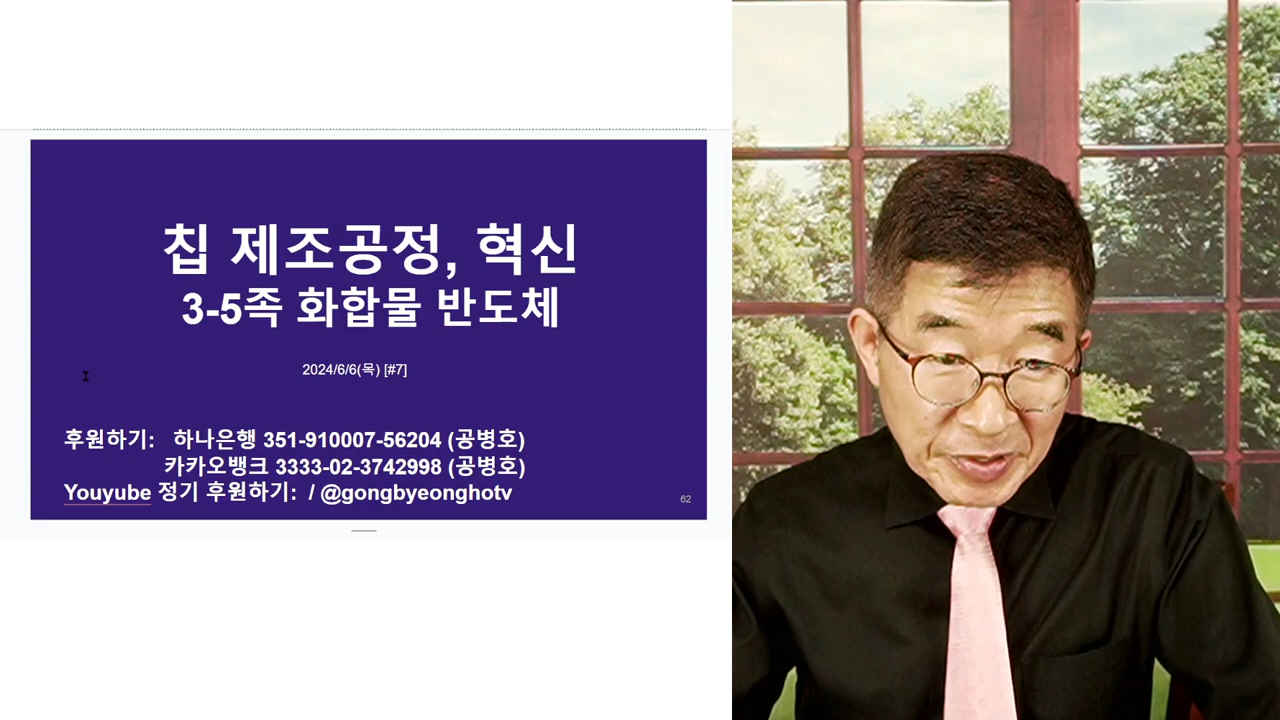 칩 제조공정, 혁신
3-5족 화합물 반도체
2024/6/6(목) [#7]
후원하기: 하나은행 351-910007-56204 (공병호)
카카오뱅크 3333-02-3742998 (공병호)
Youyube 정기 후원하기: / @gongbyeonghotv
62